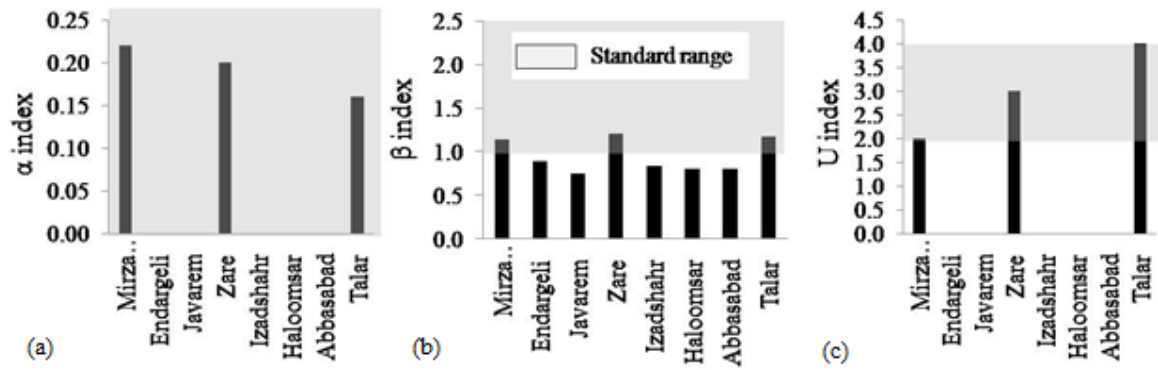 α index
0.25
0.20
0.15
0.10
0.05
0.00
Mirza..
Endargeli
Javarem
Zare
Izadshahr
Haloomsar
Abbasabad
Talar
(a)
β index
2.5
2.0
1.5
1.0
0.5
0.0
Standard range
Mirza..
Endargeli
Javarem
Zare
Izadshahr
Haloomsar
Abbasabad
Talar
(b)
U index
4.5
4.0
3.5
3.0
2.5
2.0
1.5
1.0
0.5
0.0
Mirza..
Endargeli
Javarem
Zare
Izadshahr
Haloomsar
Abbasabad
Talar
(c)